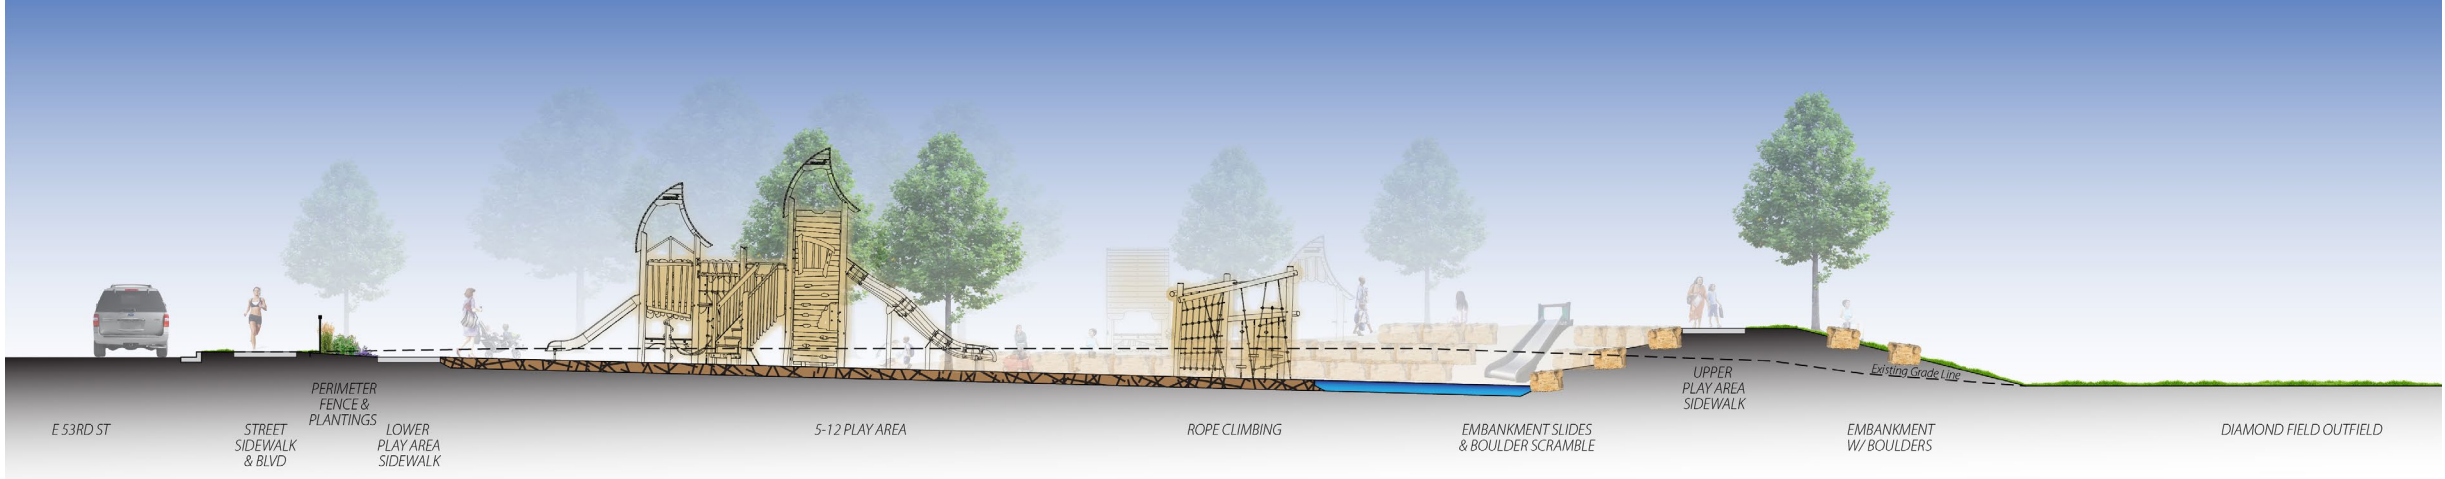 E 53RD ST
STREET
SIDEWALK
& BLVD
PERIMETER
FENCE &
PLANTINGS
LOWER
PLAY AREA
SIDEWALK
5-12 PLAY AREA
ROPE CLIMBING
EMBANKMENT SLIDES
& BOULDER SCRAMBLE
UPPER
PLAY AREA
SIDEWALK
Existing Grade Line
EMBANKMENT
W/ BOULDERS
DIAMOND FIELD OUTFIELD